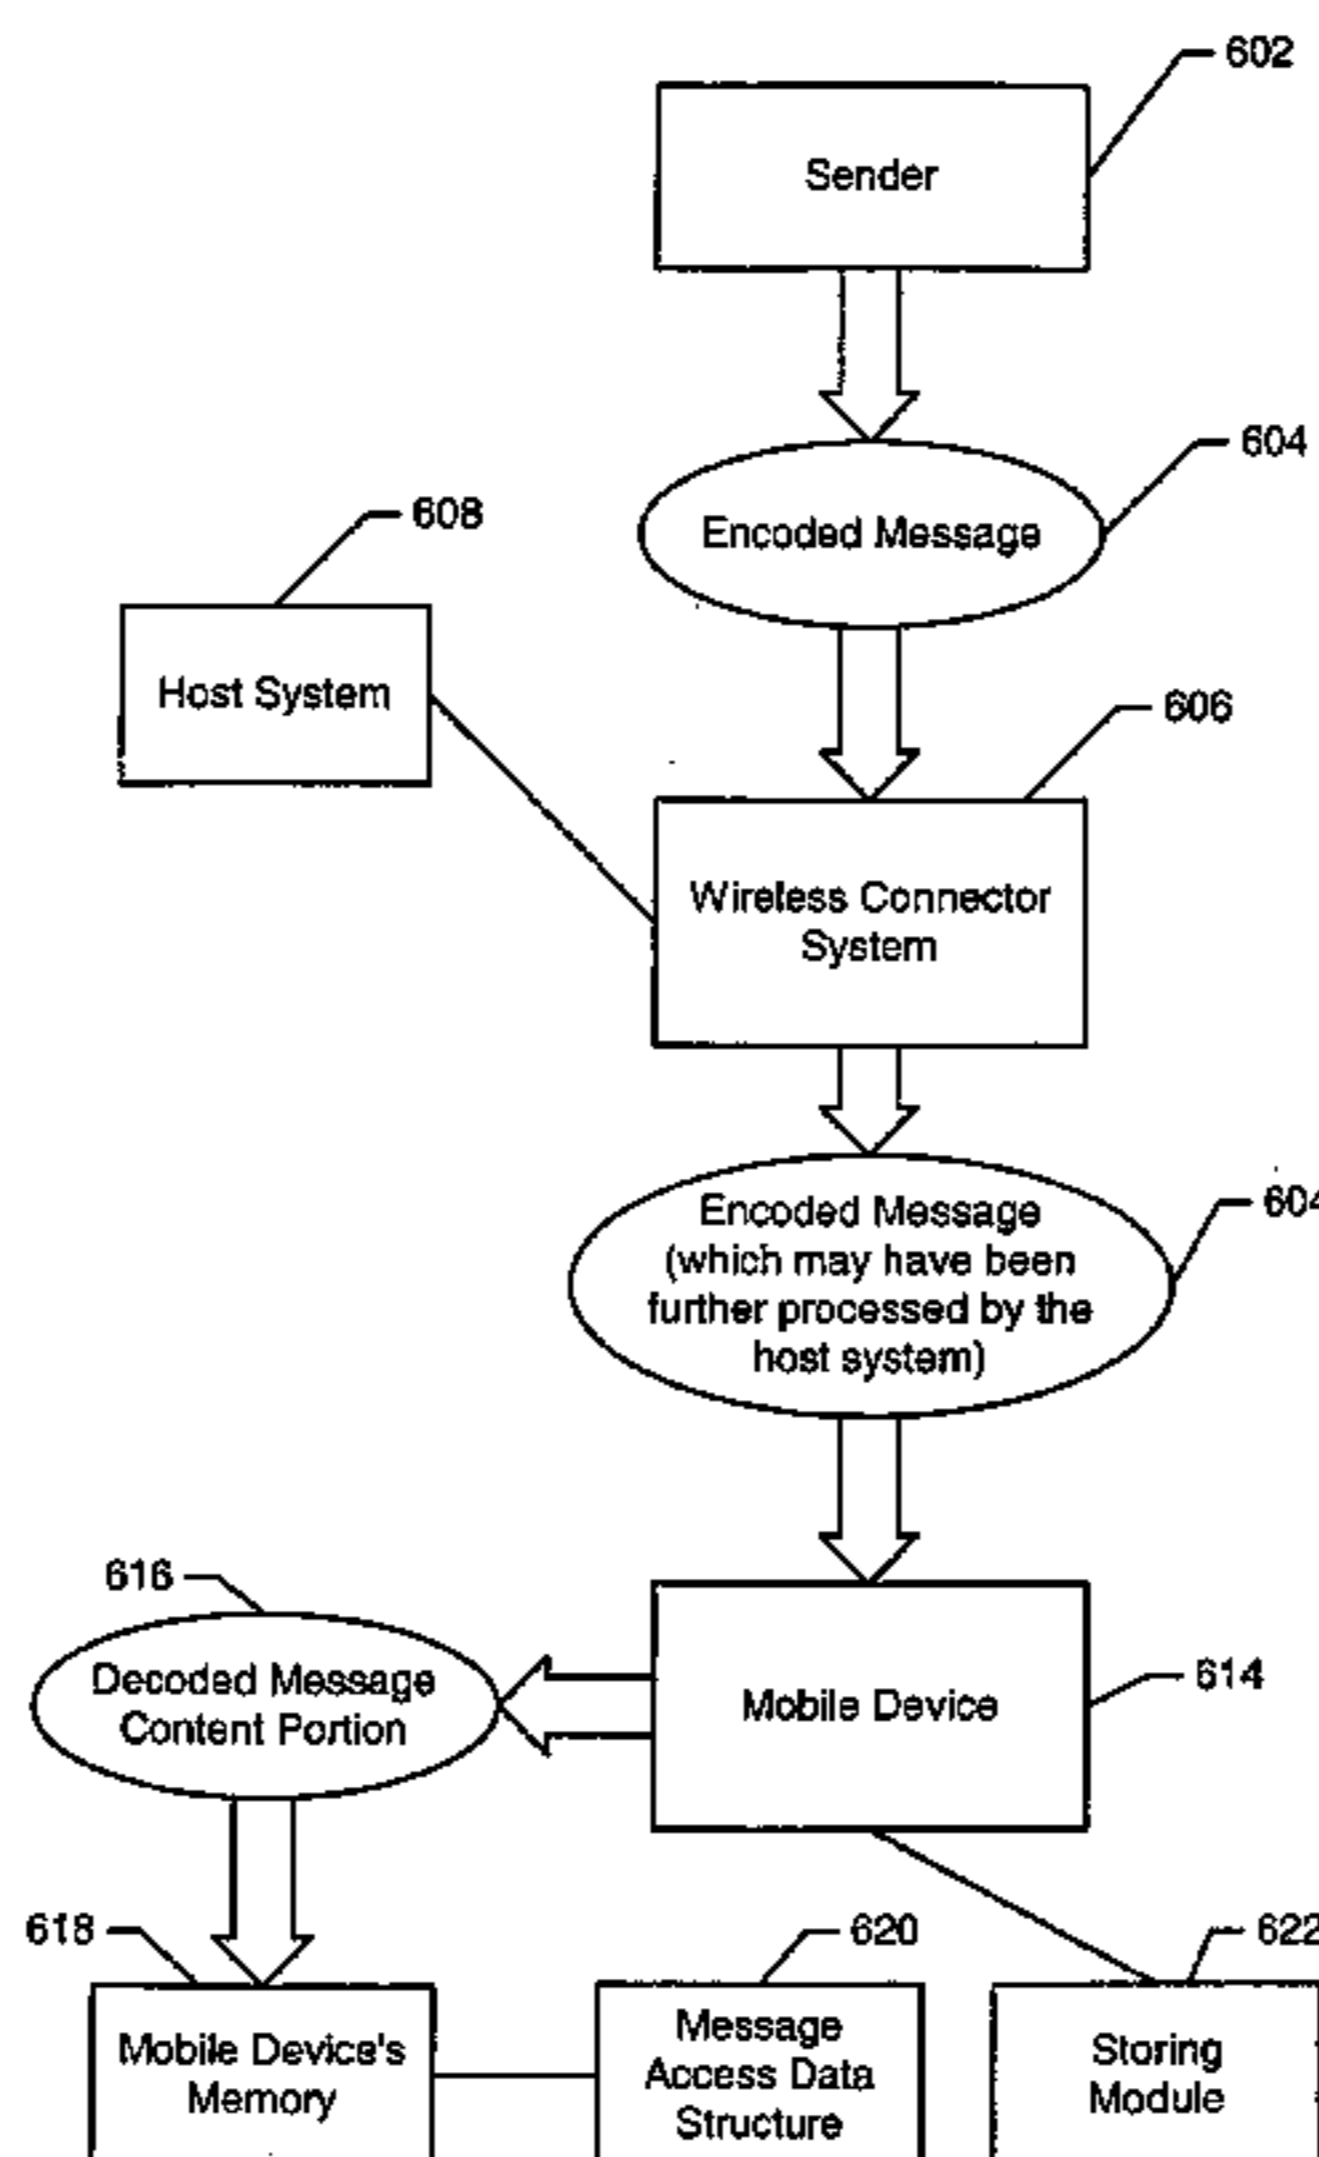 602
Sender
604
Encoded Message
608
Host System
606
Wireless Connector
System
Encoded Message
(which may have been
further processed by the
host system)
604
616
Decoded Message
Content Portion
Mobile Device
614
618
620
622
Mobile Device's
Memory
Message
Access Data
Structure
Storing
Module